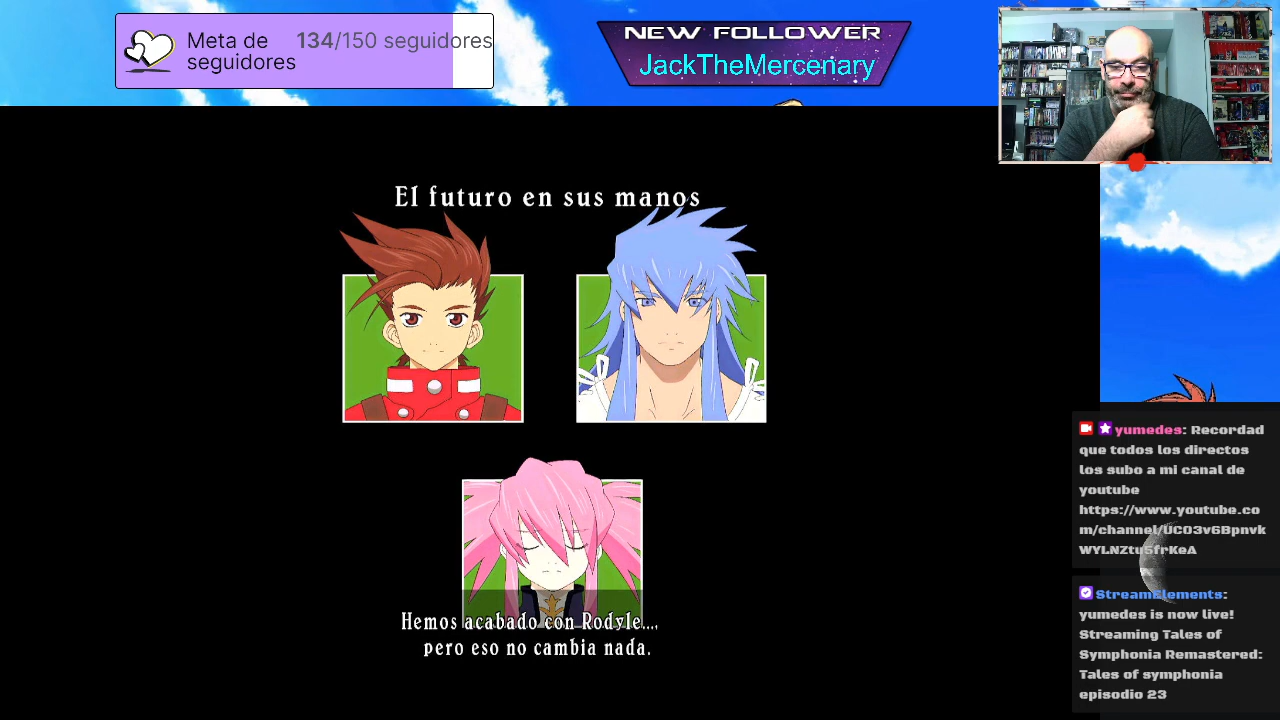 Meta de seguidores
134/150 seguidores
NEW FOLLOWER
JackTheMercenary
El futuro en sus manos
Hemos acabado con Rodyle...,
pero eso no cambia nada.
yumedes: Recordad
que todos los directos
los subo a mi canal de
youtube
https://www.youtube.co
m/channel/UC03v6Bpnvk
WYLNZtu5frKeA
StreamElements:
yumedes is now live!
Streaming Tales of
Symphonia Remastered:
Tales of symphonia
episodio 23